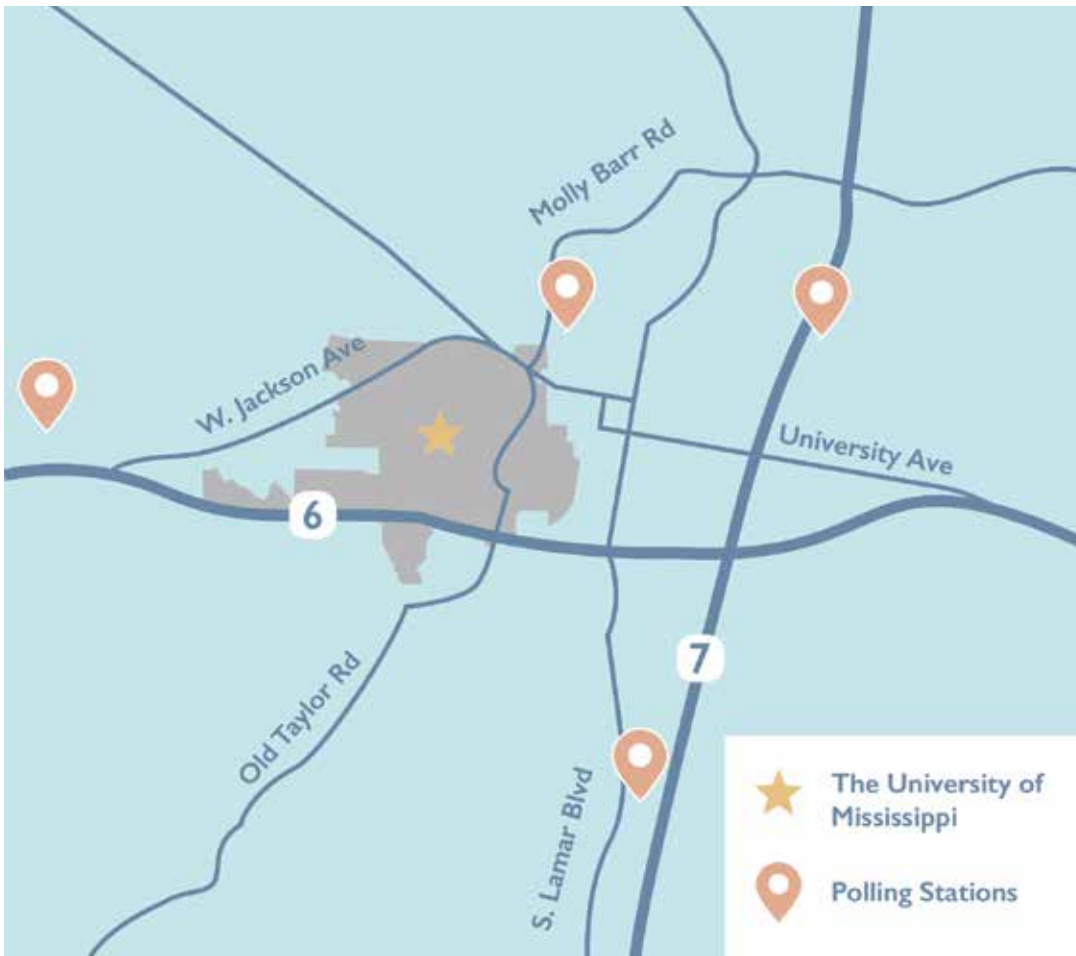 Molly Barr Rd
W. Jackson Ave
University Ave
6
7
Old Taylor Rd
S. Lamar Blvd
The University of
Mississippi
Polling Stations